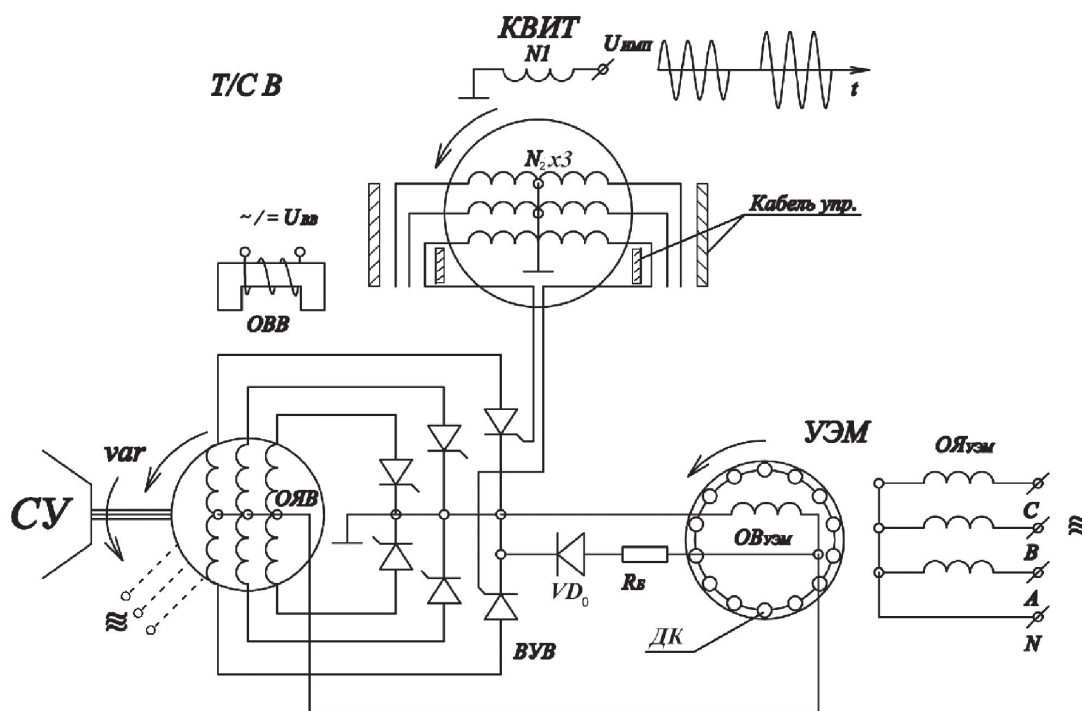 КВИТ
N1
Uимп
t
Т/С В
N₂x3
Кабель упр.
~/= Uвв
ОВВ
УЭМ
ОЯуэм
var
СУ
ОЯВ
ОВуэм
C
B
A
N
≋
≋
VD₀
Rв
ДК
ВУВ